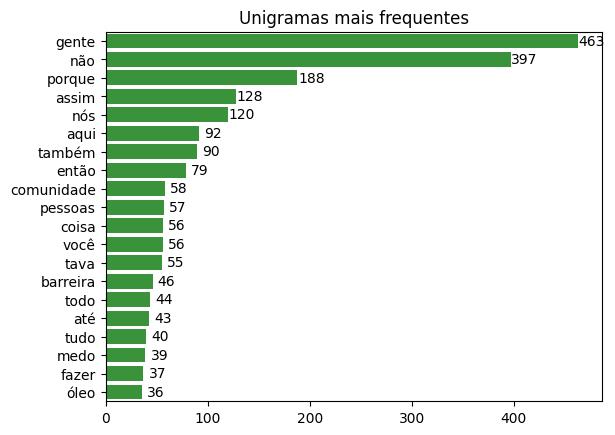 Unigramas mais frequentes
gente 463
não 397
porque 188
assim 128
nós 120
aqui 92
também 90
então 79
comunidade 58
pessoas 57
coisa 56
você 56
tava 55
barreira 46
todo 44
até 43
tudo 40
medo 39
fazer 37
óleo 36
0 100 200 300 400